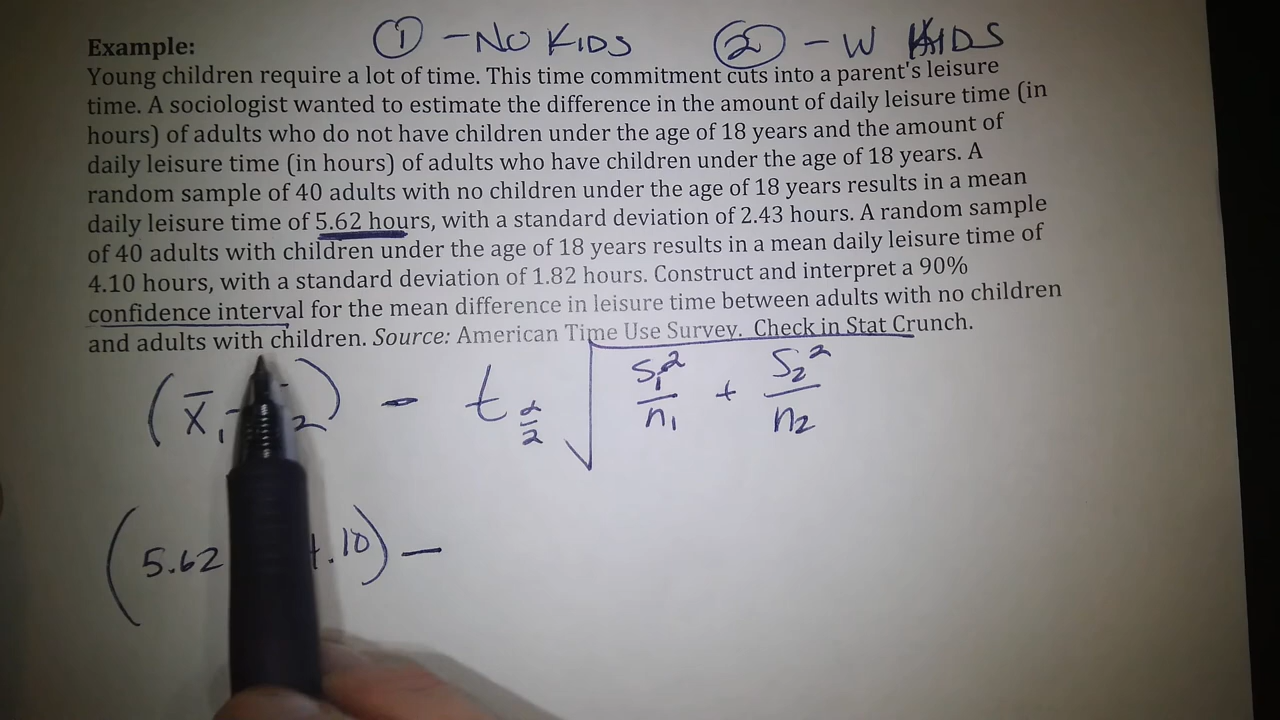 Example: ① - NO KIDS ② - W KIDS
Young children require a lot of time. This time commitment cuts into a parent's leisure
time. A sociologist wanted to estimate the difference in the amount of daily leisure time (in
hours) of adults who do not have children under the age of 18 years and the amount of
daily leisure time (in hours) of adults who have children under the age of 18 years. A
random sample of 40 adults with no children under the age of 18 years results in a mean
daily leisure time of 5.62 hours, with a standard deviation of 2.43 hours. A random sample
of 40 adults with children under the age of 18 years results in a mean daily leisure time of
4.10 hours, with a standard deviation of 1.82 hours. Construct and interpret a 90%
confidence interval for the mean difference in leisure time between adults with no children
and adults with children. Source: American Time Use Survey. Check in Stat Crunch.
(x̄₁ - ₂) - t α/2 √ s₁²/n₁ + s₂²/n₂
(5.62 .10) -